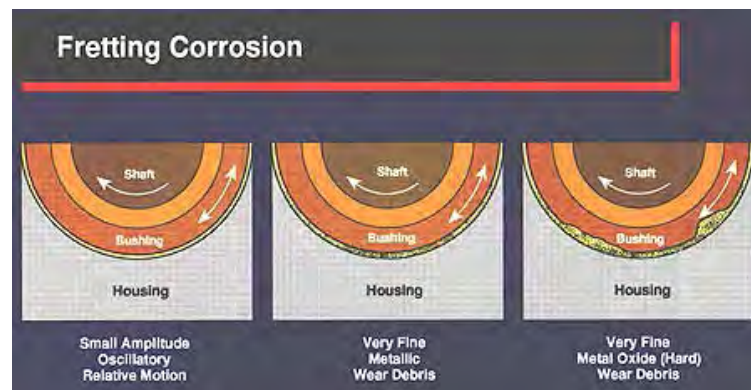 Fretting Corrosion
Shaft
Bushing
Housing
Small Amplitude
Oscillatory
Relative Motion
Shaft
Bushing
Housing
Very Fine
Metallic
Wear Debris
Shaft
Bushing
Housing
Very Fine
Metal Oxide (Hard)
Wear Debris